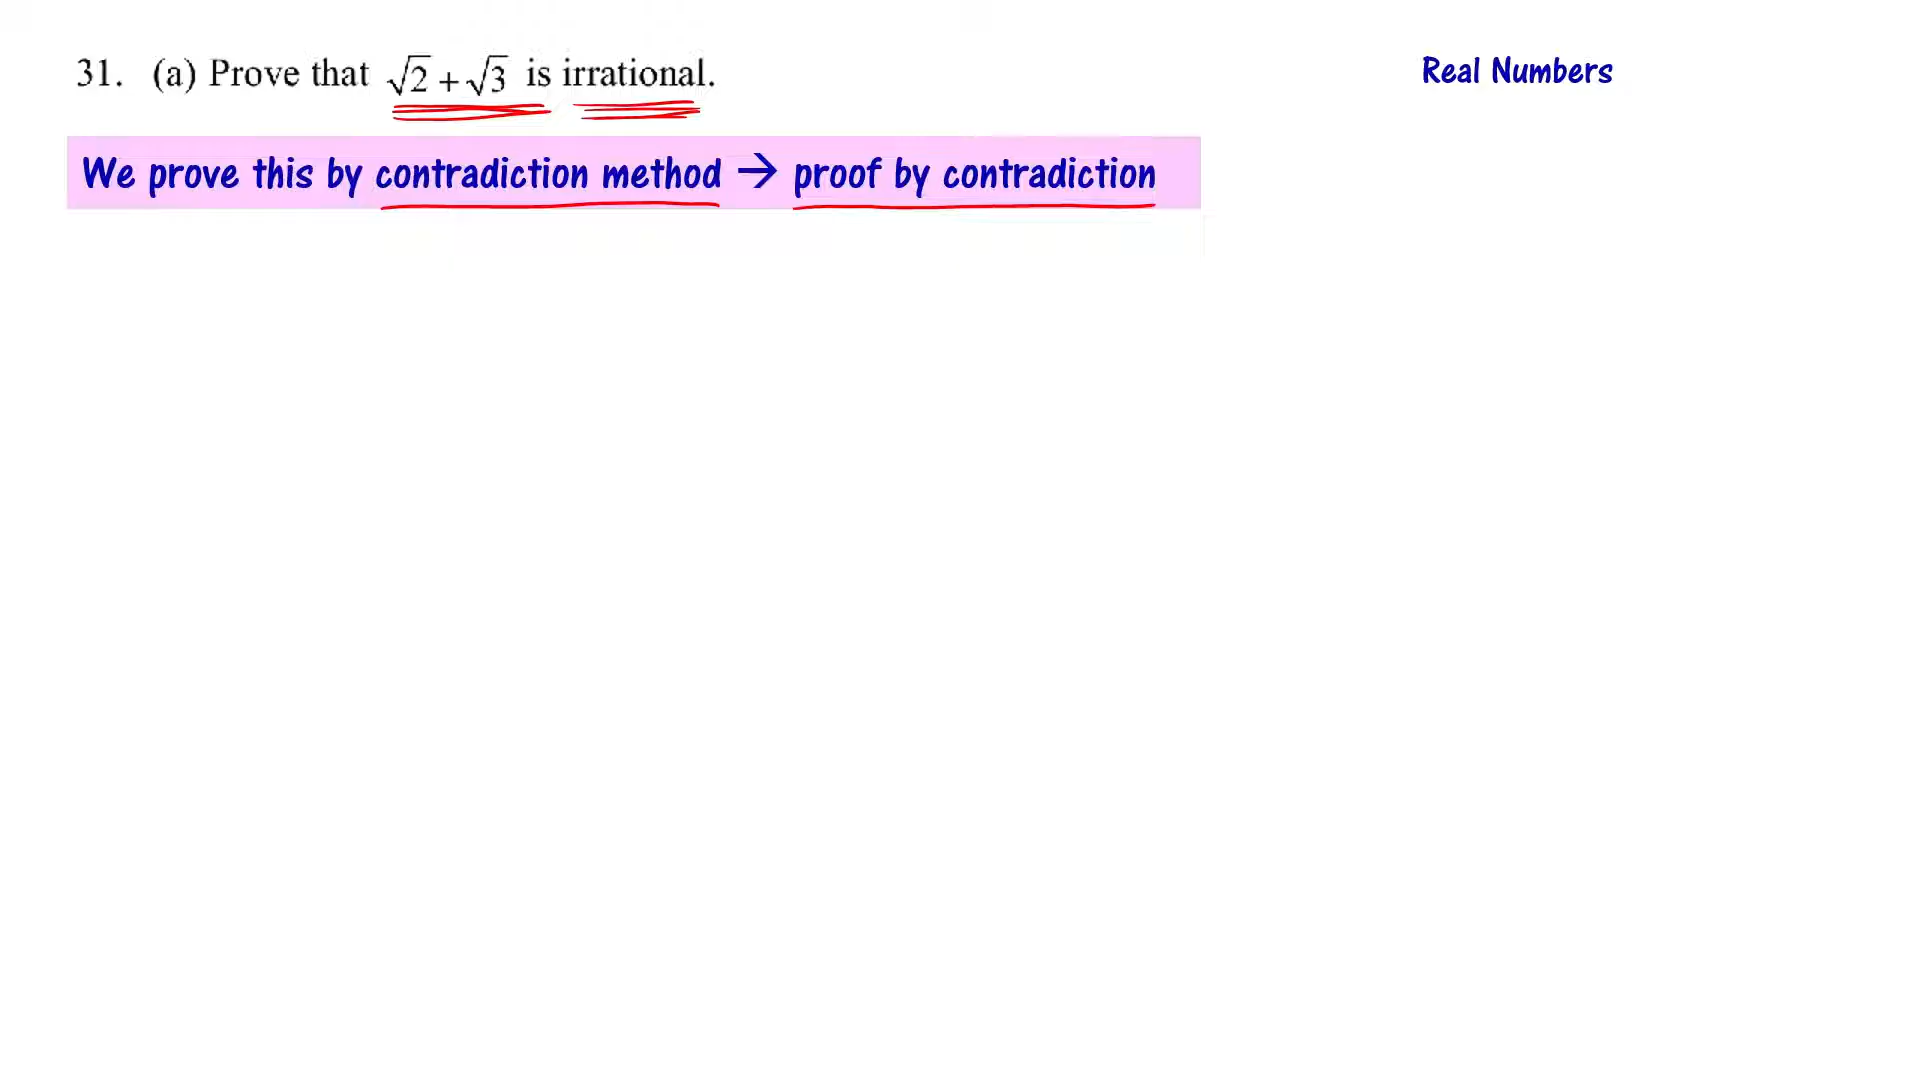 31. (a) Prove that √2 + √3 is irrational.
Real Numbers
We prove this by contradiction method → proof by contradiction